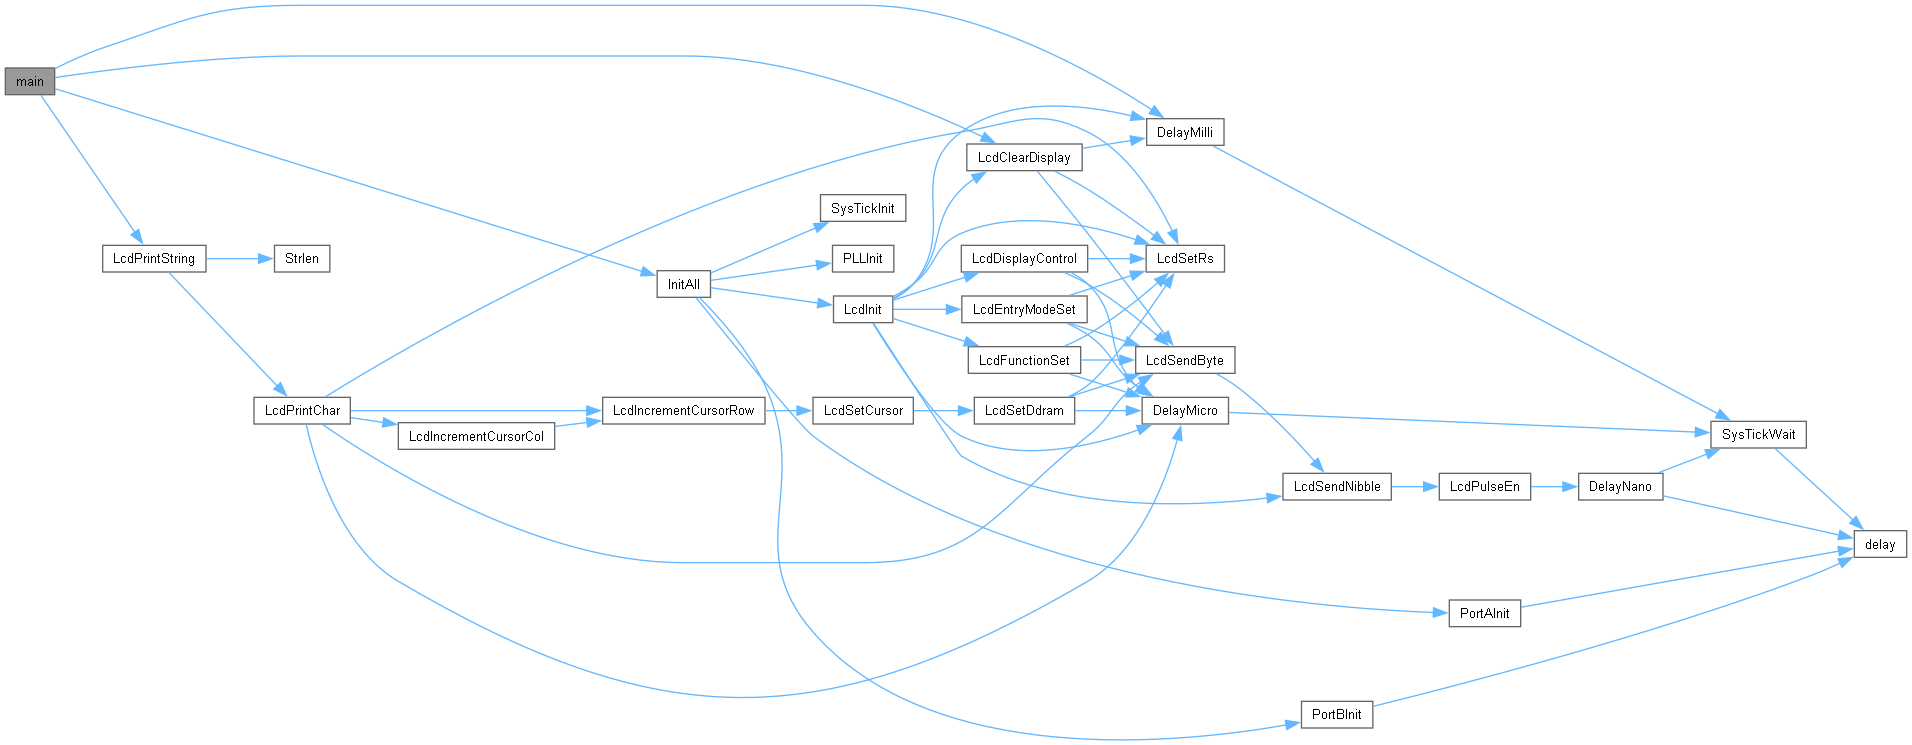 main
DelayMilli
LcdClearDisplay
SysTickInit
LcdPrintString
Strlen
PLLInit
LcdDisplayControl
LcdSetRs
InitAll
LcdInit
LcdEntryModeSet
LcdFunctionSet
LcdSendByte
LcdPrintChar
LcdIncrementCursorRow
LcdSetCursor
LcdSetDdram
DelayMicro
LcdIncrementCursorCol
SysTickWait
LcdSendNibble
LcdPulseEn
DelayNano
delay
PortAInit
PortBInit